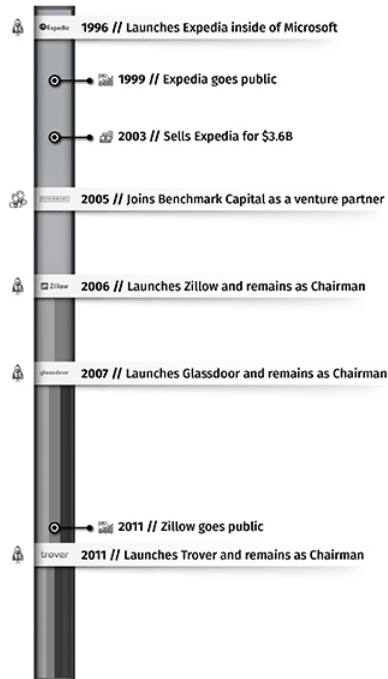 Expedia
1996 // Launches Expedia inside of Microsoft
1999 // Expedia goes public
2003 // Sells Expedia for $3.6B
BENCHMARK
2005 // Joins Benchmark Capital as a venture partner
Zillow
2006 // Launches Zillow and remains as Chairman
glassdoor
2007 // Launches Glassdoor and remains as Chairman
2011 // Zillow goes public
trover
2011 // Launches Trover and remains as Chairman